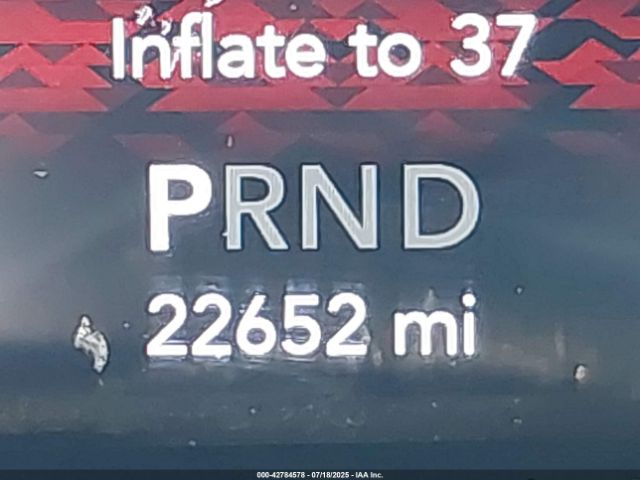 Inflate to 37
PRND
22652 mi
000-42784578 - 07/18/2025 - IAA Inc.